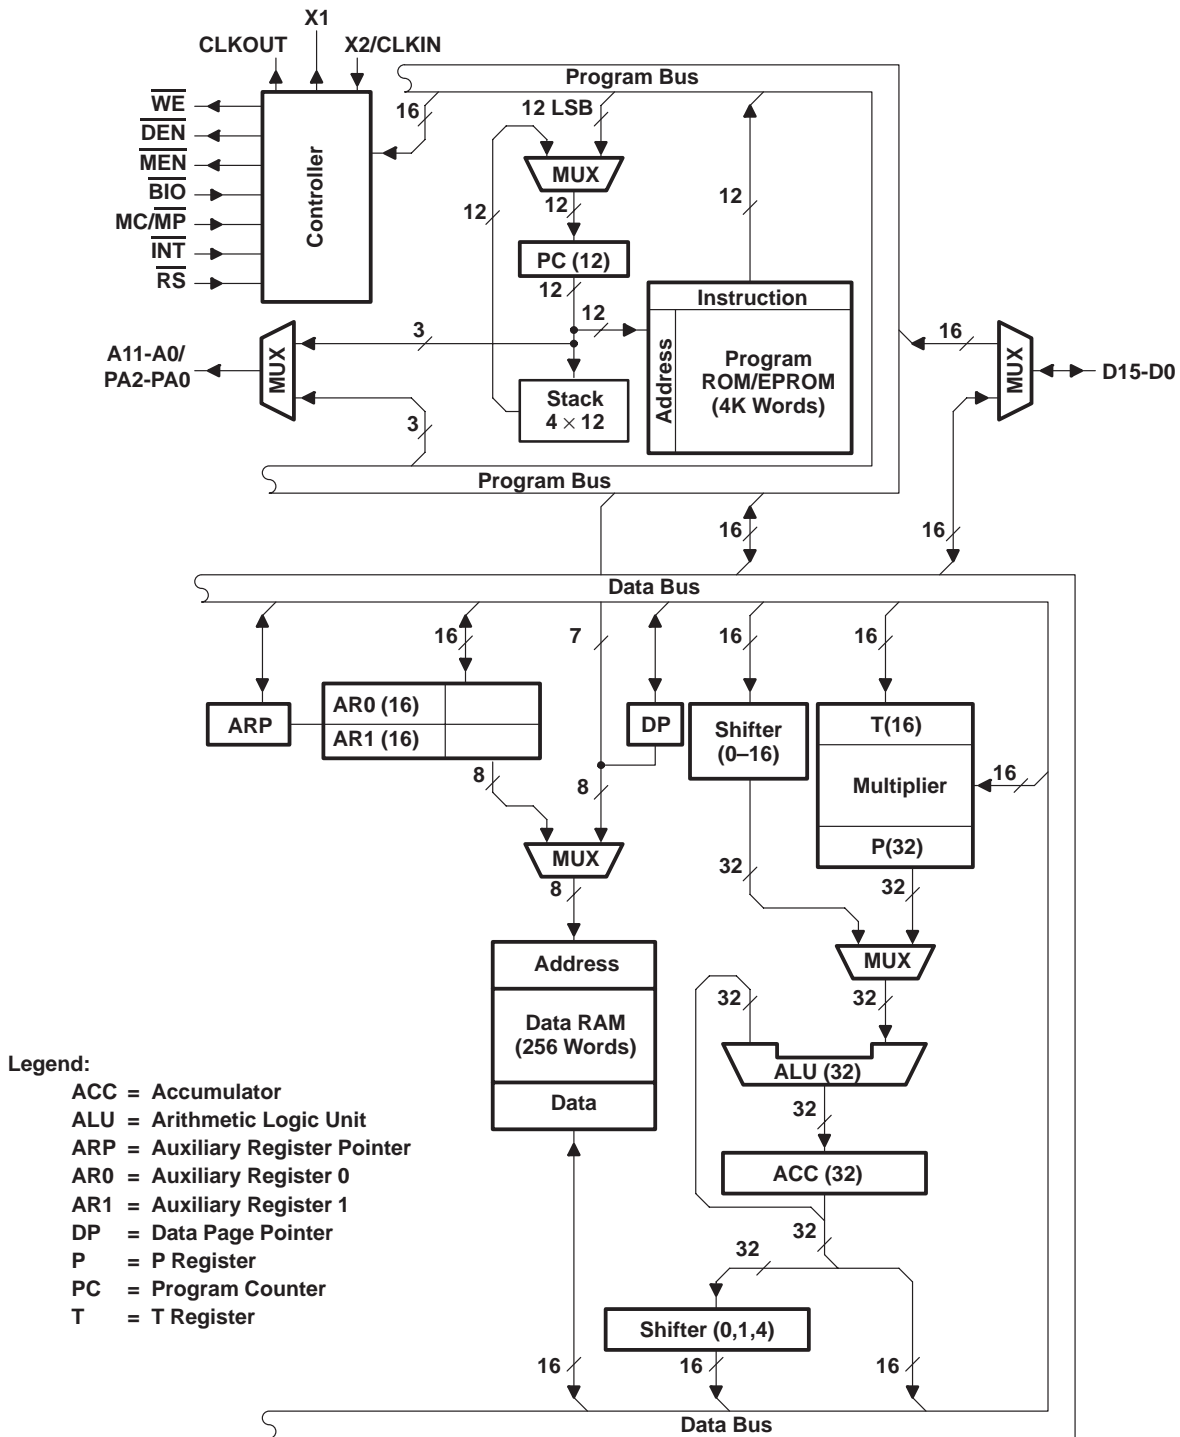 X1
CLKOUT
X2/CLKIN
Program Bus
WE
DEN
MEN
BIO
MC/MP
INT
RS
Controller
16
12 LSB
MUX
12
12
12
PC (12)
12
12
Instruction
Address
Program
ROM/EPROM
(4K Words)
Stack
4 × 12
3
A11-A0/
PA2-PA0
MUX
3
16
MUX
D15-D0
Program Bus
16
16
Data Bus
16
7
16
16
ARP
AR0 (16)
AR1 (16)
DP
Shifter
(0–16)
T(16)
Multiplier
P(32)
16
8
8
MUX
8
32
32
MUX
Address
Data RAM
(256 Words)
Data
32
32
ALU (32)
32
ACC (32)
32
32
Shifter (0,1,4)
16
16
16
Data Bus
Legend:
ACC = Accumulator
ALU = Arithmetic Logic Unit
ARP = Auxiliary Register Pointer
AR0 = Auxiliary Register 0
AR1 = Auxiliary Register 1
DP = Data Page Pointer
P = P Register
PC = Program Counter
T = T Register